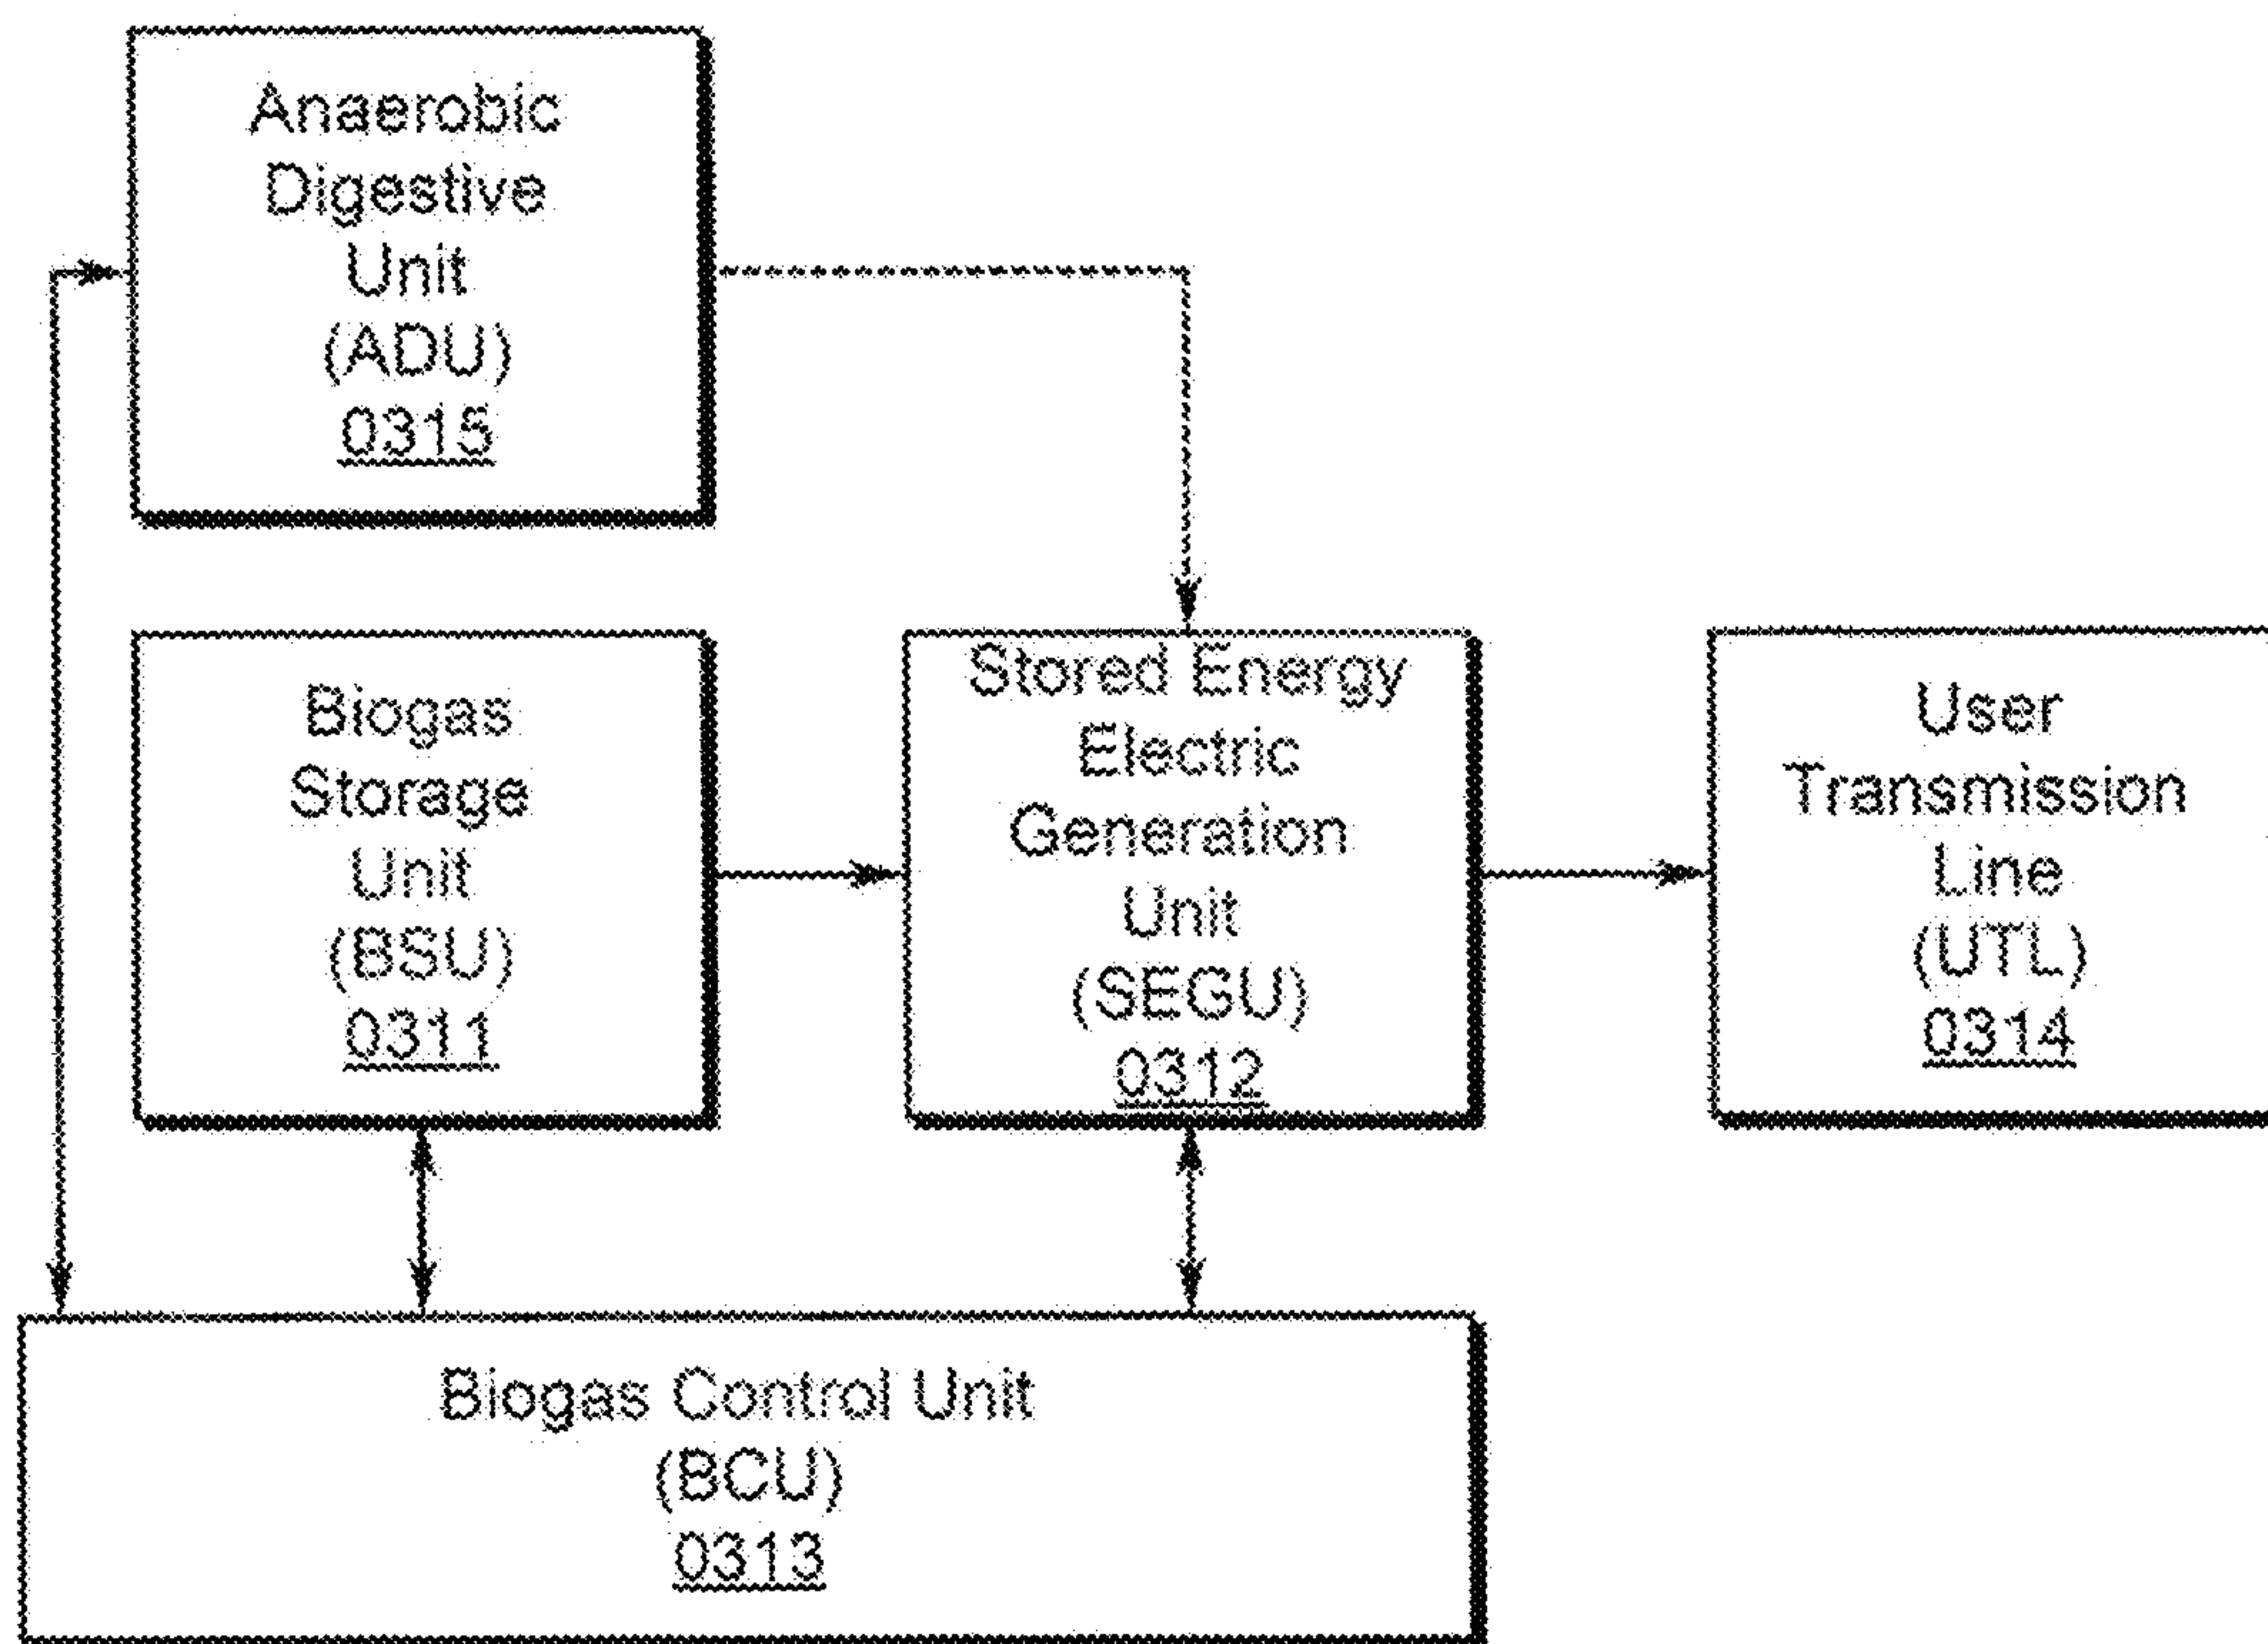 Anaerobic
Digestive
Unit
(ADU)
0315
Biogas
Storage
Unit
(BSU)
0311
Stored Energy
Electric
Generation
Unit
(SEGU)
0312
User
Transmission
Line
(UTL)
0314
Biogas Control Unit
(BCU)
0313